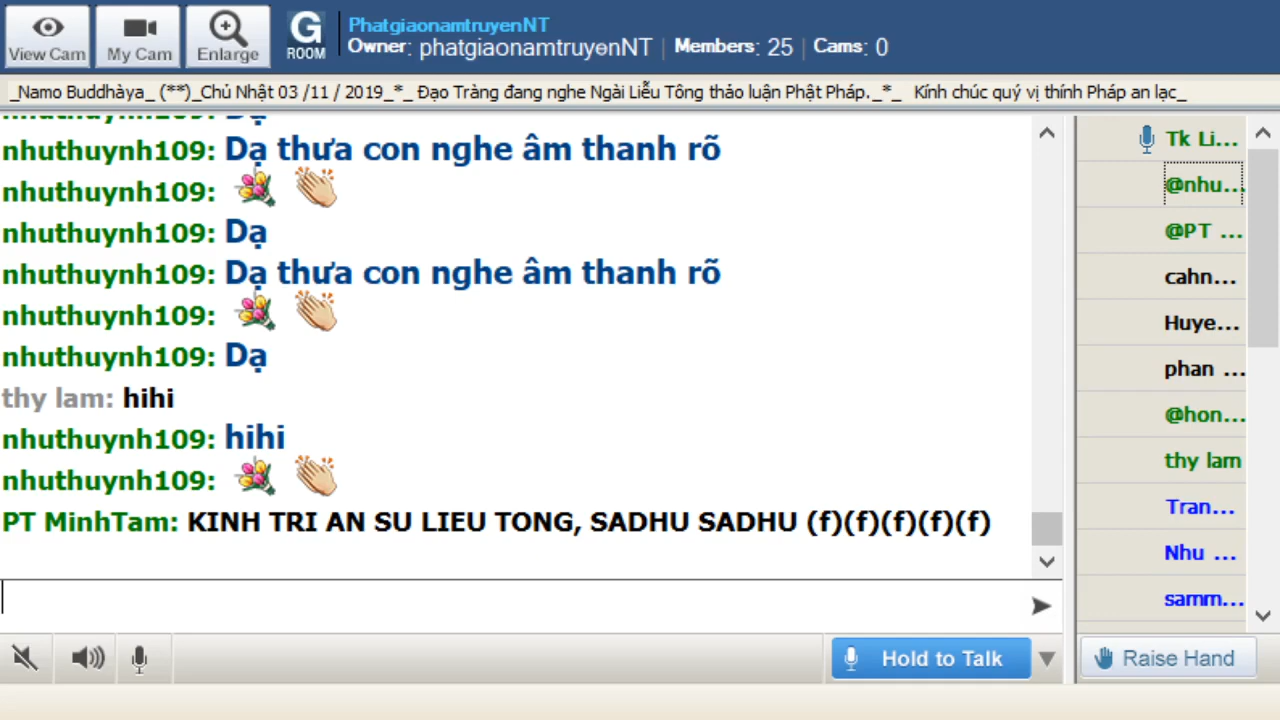 View Cam
My Cam
Enlarge
G
ROOM
PhatgiaonamtruyenNT
Owner: phatgiaonamtruyenNT | Members: 25 | Cams: 0
_Namo Buddhàya_ (**)_Chủ Nhật 03 /11 / 2019_*_ Đạo Tràng đang nghe Ngài Liễu Tông thảo luận Phật Pháp._*_ Kính chúc quý vị thính Pháp an lạc_
nhuthuynh109: Dạ
nhuthuynh109: Dạ thưa con nghe âm thanh rõ
nhuthuynh109:
nhuthuynh109: Dạ
nhuthuynh109: Dạ thưa con nghe âm thanh rõ
nhuthuynh109:
nhuthuynh109: Dạ
thy lam: hihi
nhuthuynh109: hihi
nhuthuynh109:
PT MinhTam: KINH TRI AN SU LIEU TONG, SADHU SADHU (f)(f)(f)(f)(f)
Tk Li...
@nhu...
@PT ...
cahn...
Huye...
phan ...
@hon...
thy lam
Tran...
Nhu ...
samm...
Hold to Talk
Raise Hand